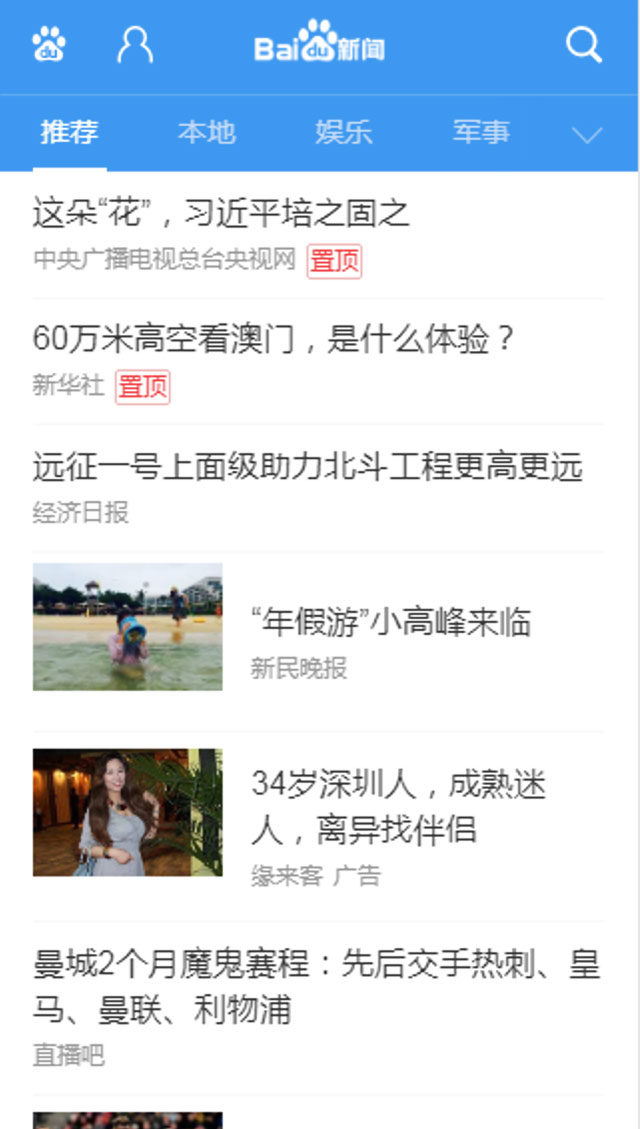 du
Bai du 新闻
推荐 本地 娱乐 军事
这朵“花”，习近平培之固之
中央广播电视总台央视网 置顶
60万米高空看澳门，是什么体验？
新华社 置顶
远征一号上面级助力北斗工程更高更远
经济日报
“年假游”小高峰来临
新民晚报
34岁深圳人，成熟迷
人，离异找伴侣
缘来客 广告
曼城2个月魔鬼赛程：先后交手热刺、皇
马、曼联、利物浦
直播吧